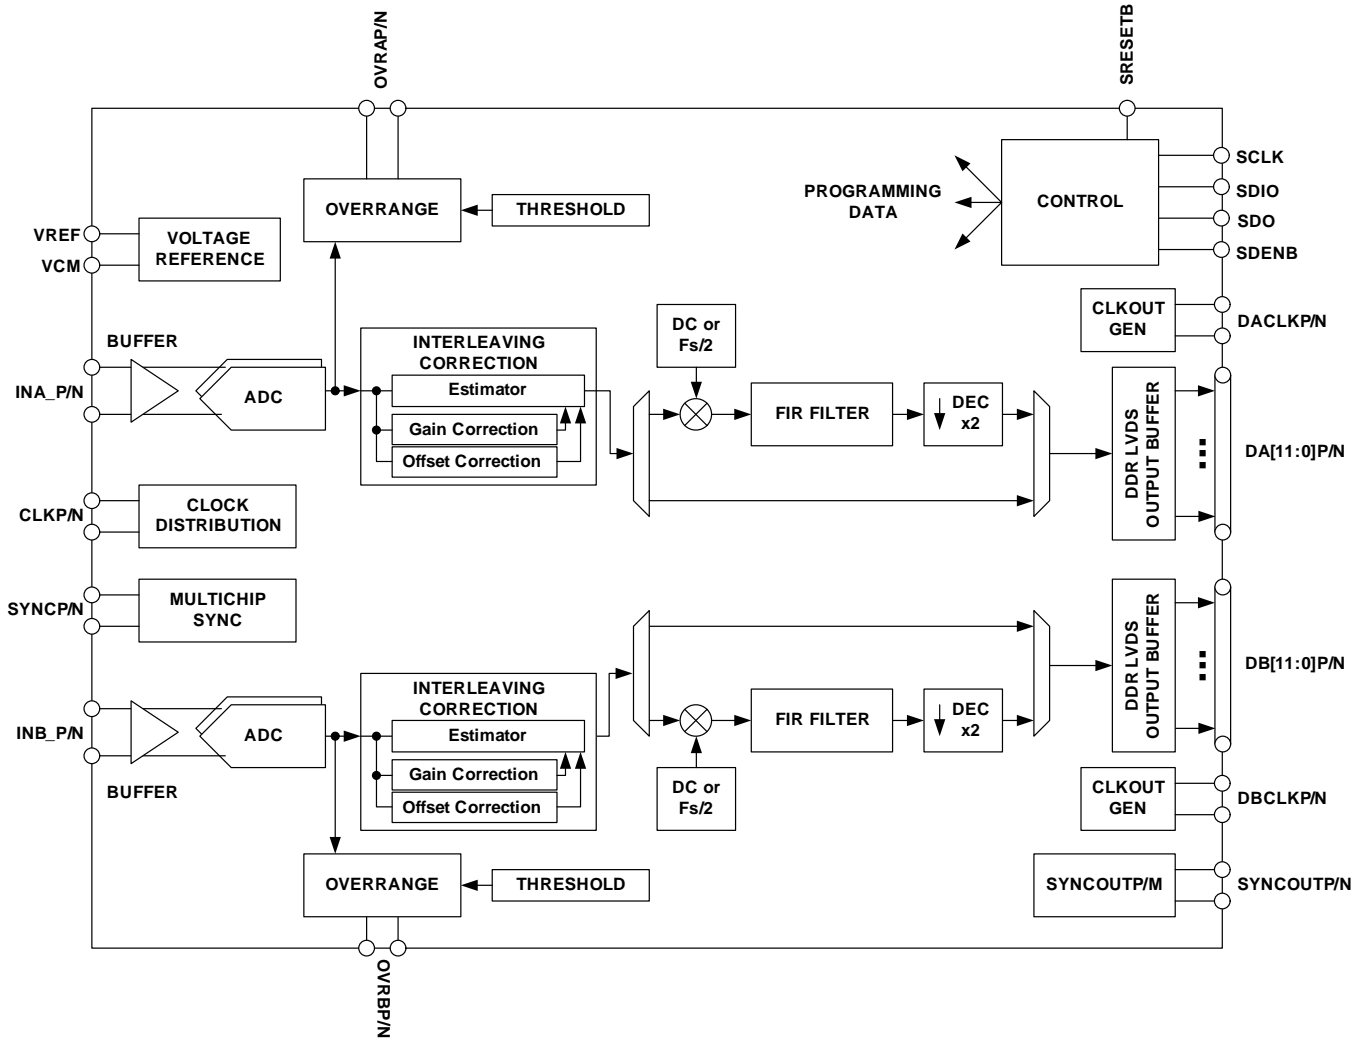 OVRAP/N
SRESETB
OVERRANGE
THRESHOLD
PROGRAMMING
DATA
CONTROL
SCLK
SDIO
SDO
SDENB
VREF
VCM
VOLTAGE
REFERENCE
CLKOUT
GEN
DACLKP/N
BUFFER
INA_P/N
ADC
INTERLEAVING
CORRECTION
Estimator
Gain Correction
Offset Correction
DC or
Fs/2
FIR FILTER
DEC
x2
DDR LVDS
OUTPUT BUFFER
DA[11:0]P/N
CLKP/N
CLOCK
DISTRIBUTION
SYNCP/N
MULTICHIP
SYNC
INB_P/N
BUFFER
ADC
INTERLEAVING
CORRECTION
Estimator
Gain Correction
Offset Correction
FIR FILTER
DEC
x2
DC or
Fs/2
DDR LVDS
OUTPUT BUFFER
DB[11:0]P/N
CLKOUT
GEN
DBCLKP/N
OVERRANGE
THRESHOLD
SYNCOUTP/M
SYNCOUTP/N
OVRBP/N